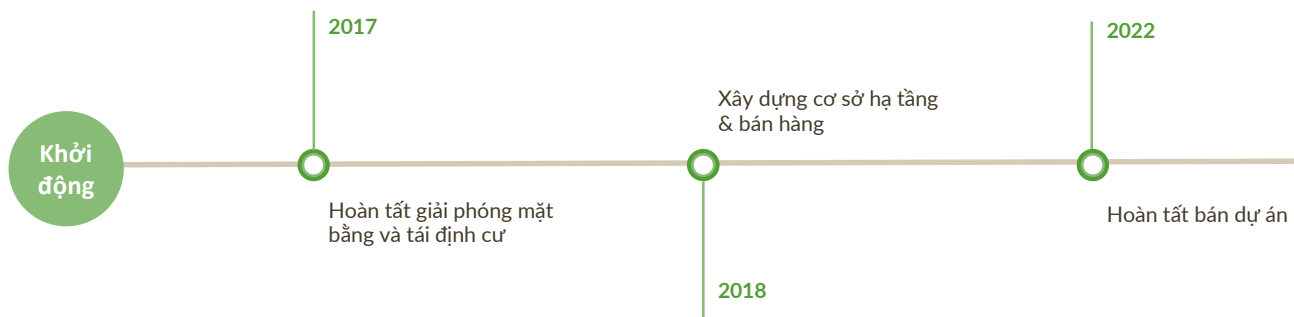 Khởi
động
2017
Hoàn tất giải phóng mặt
bằng và tái định cư
Xây dựng cơ sở hạ tầng
& bán hàng
2018
2022
Hoàn tất bán dự án